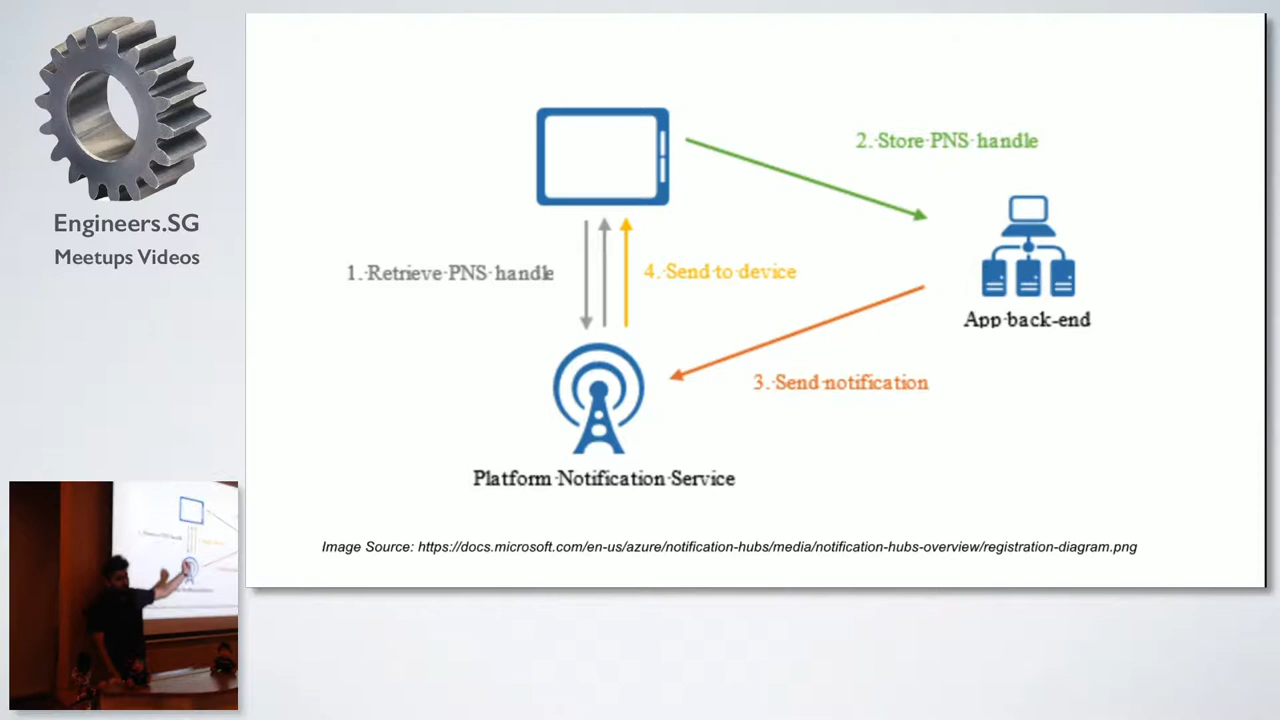 Engineers.SG
Meetups Videos
2. Store PNS handle
1. Retrieve PNS handle
4. Send to device
App back-end
3. Send notification
Platform Notification Service
Image Source: https://docs.microsoft.com/en-us/azure/notification-hubs/media/notification-hubs-overview/registration-diagram.png